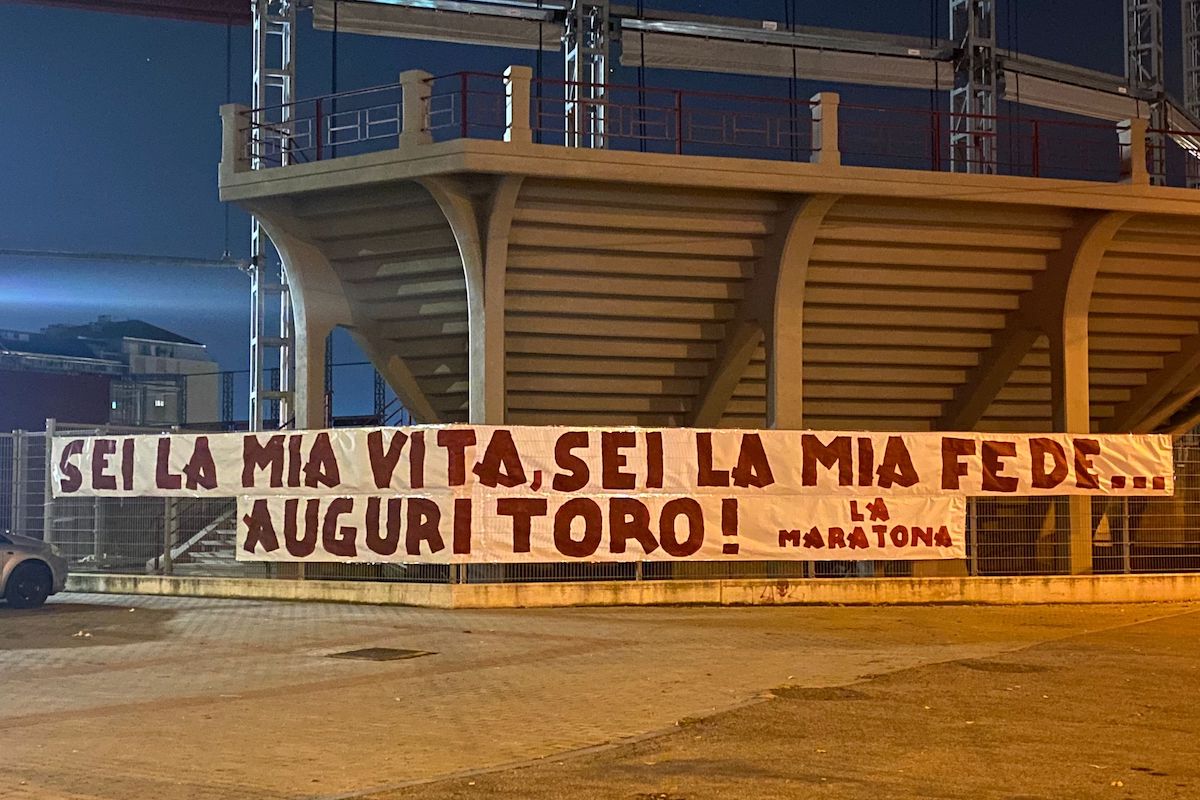 SEI LA MIA VITA, SEI LA MIA FEDE...
AUGURI TORO!
LA
MARATONA